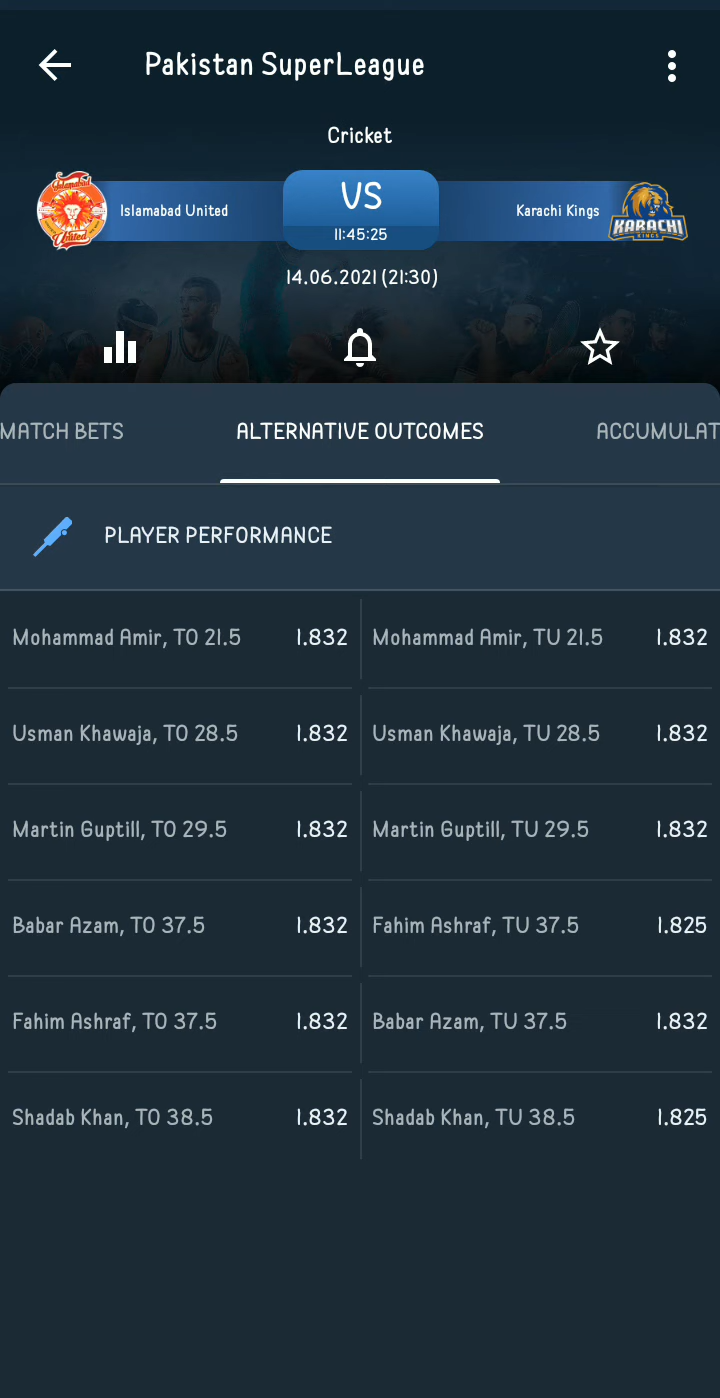 Pakistan SuperLeague
Cricket
Islamabad United
Islamabad United
VS
11:45:25
Karachi Kings
KARACHI
KINGS
14.06.2021 (21:30)
MATCH BETS
ALTERNATIVE OUTCOMES
ACCUMULAT
PLAYER PERFORMANCE
Mohammad Amir, TO 21.5 1.832
Mohammad Amir, TU 21.5 1.832
Usman Khawaja, TO 28.5 1.832
Usman Khawaja, TU 28.5 1.832
Martin Guptill, TO 29.5 1.832
Martin Guptill, TU 29.5 1.832
Babar Azam, TO 37.5 1.832
Fahim Ashraf, TU 37.5 1.825
Fahim Ashraf, TO 37.5 1.832
Babar Azam, TU 37.5 1.832
Shadab Khan, TO 38.5 1.832
Shadab Khan, TU 38.5 1.825